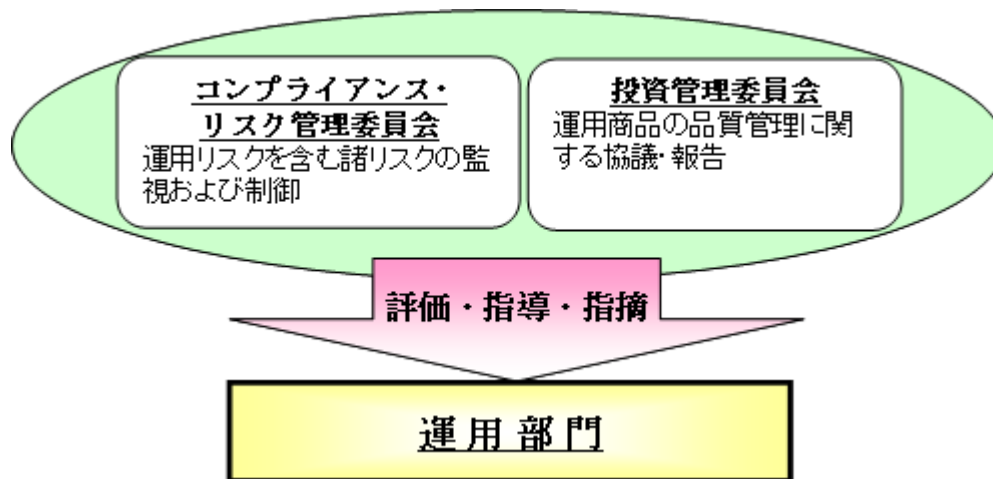 コンプライアンス・
リスク管理委員会
運用リスクを含む諸リスクの監
視および制御
投資管理委員会
運用商品の品質管理に関
する協議・報告
評価・指導・指摘
運用部門